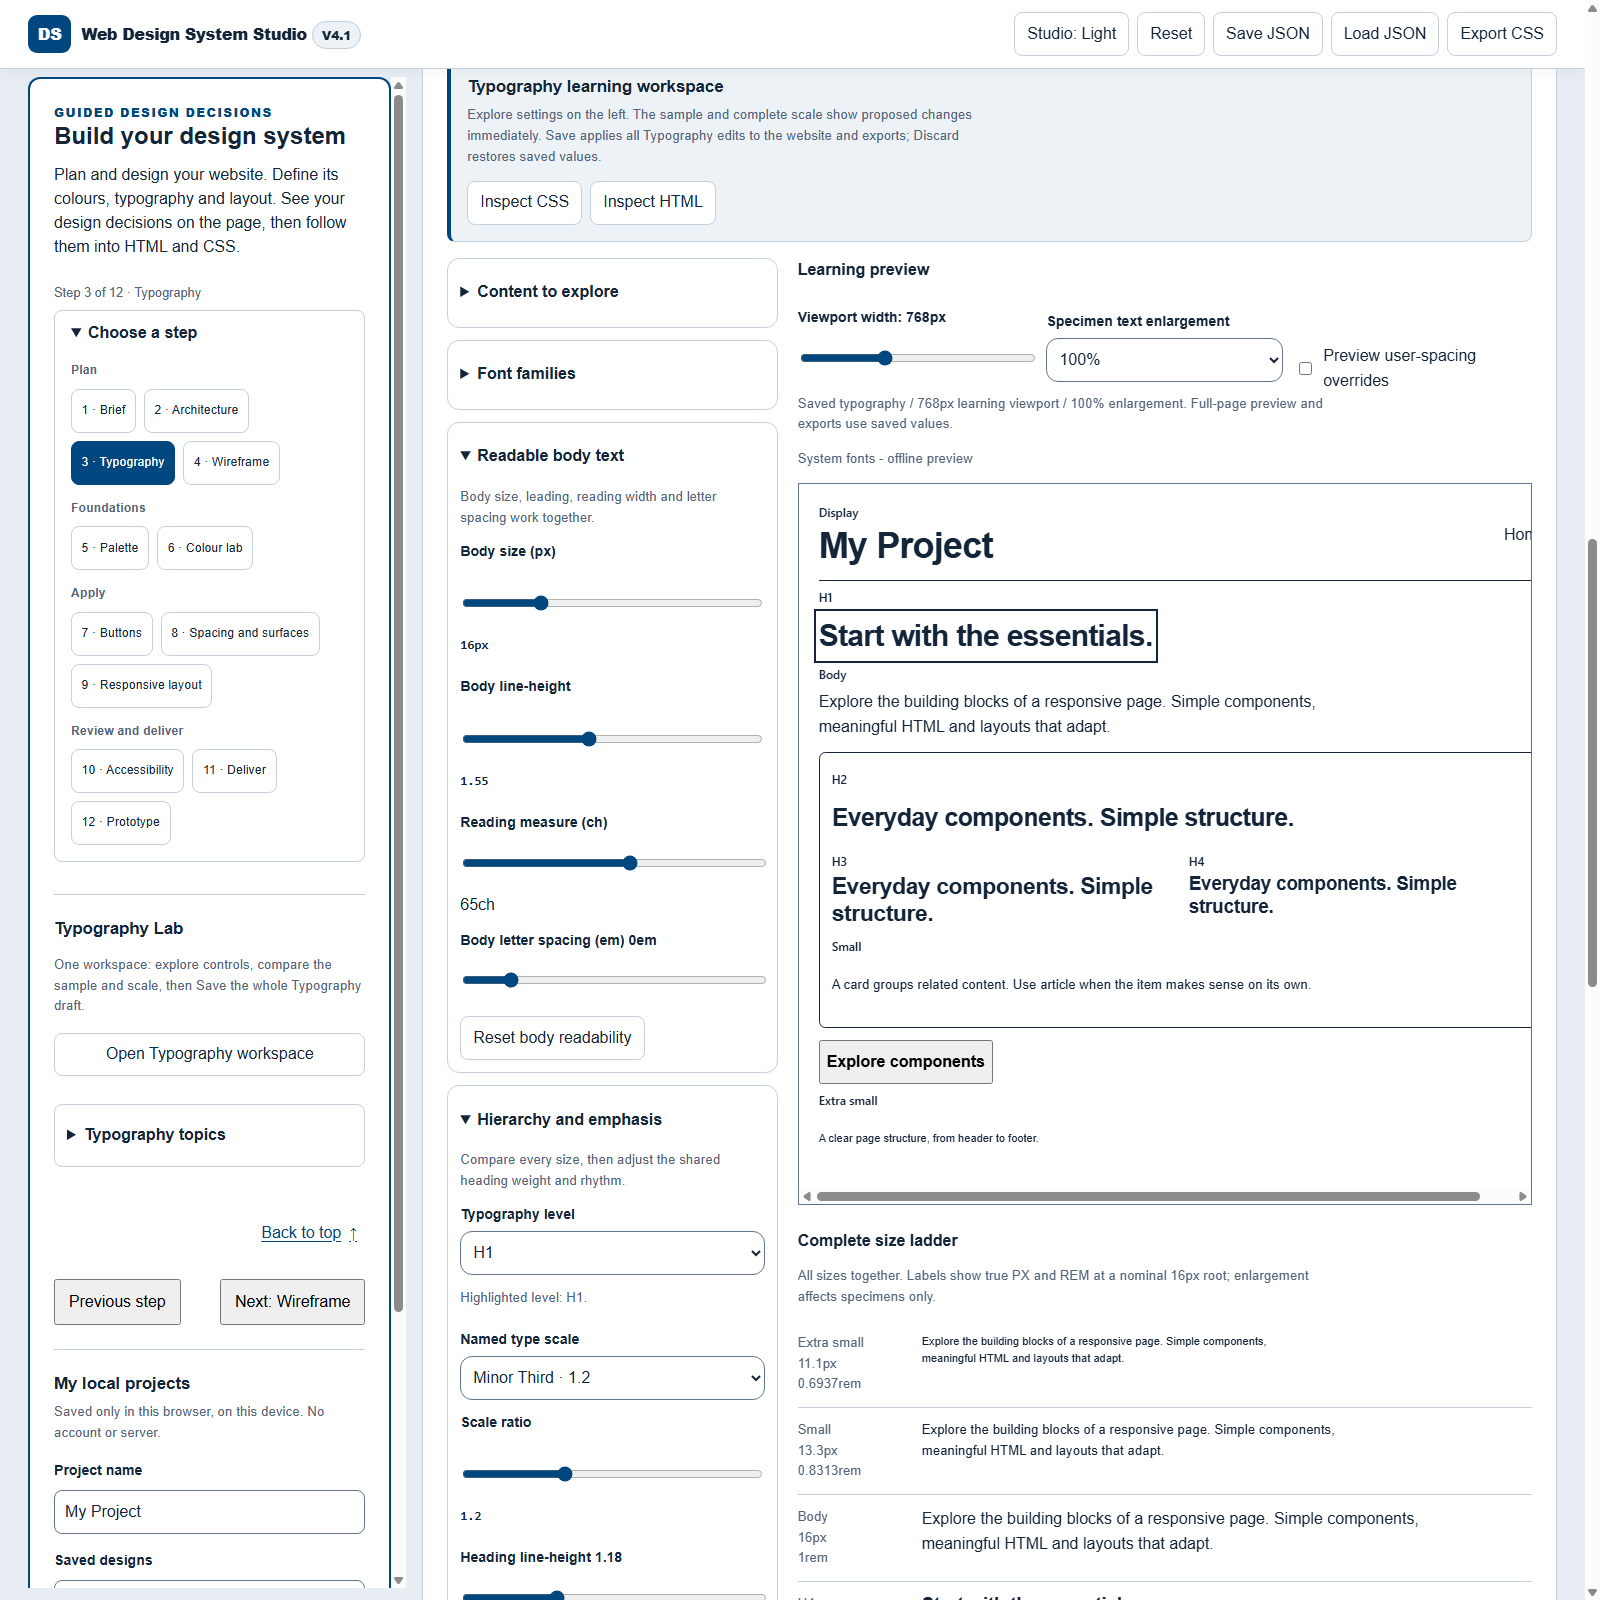 DS Web Design System Studio V4.1
Studio: Light
Reset
Save JSON
Load JSON
Export CSS
GUIDED DESIGN DECISIONS
Build your design system
Plan and design your website. Define its
colours, typography and layout. See your
design decisions on the page, then follow
them into HTML and CSS.
Step 3 of 12 · Typography
Choose a step
Plan
1 · Brief
2 · Architecture
3 · Typography
4 · Wireframe
Foundations
5 · Palette
6 · Colour lab
Apply
7 · Buttons
8 · Spacing and surfaces
9 · Responsive layout
Review and deliver
10 · Accessibility
11 · Deliver
12 · Prototype
Typography Lab
One workspace: explore controls, compare the
sample and scale, then Save the whole Typography
draft.
Open Typography workspace
Typography topics
Back to top ↑
Previous step
Next: Wireframe
My local projects
Saved only in this browser, on this device. No
account or server.
Project name
My Project
Saved designs
Typography learning workspace
Explore settings on the left. The sample and complete scale show proposed changes
immediately. Save applies all Typography edits to the website and exports; Discard
restores saved values.
Inspect CSS
Inspect HTML
Content to explore
Font families
Readable body text
Body size, leading, reading width and letter
spacing work together.
Body size (px)
16px
Body line-height
1.55
Reading measure (ch)
65ch
Body letter spacing (em) 0em
Reset body readability
Hierarchy and emphasis
Compare every size, then adjust the shared
heading weight and rhythm.
Typography level
H1
Highlighted level: H1.
Named type scale
Minor Third · 1.2
Scale ratio
1.2
Heading line-height 1.18
Learning preview
Viewport width: 768px
Specimen text enlargement
100%
Preview user-spacing
overrides
Saved typography / 768px learning viewport / 100% enlargement. Full-page preview and
exports use saved values.
System fonts - offline preview
Display
My Project
H1
Start with the essentials.
Body
Explore the building blocks of a responsive page. Simple components,
meaningful HTML and layouts that adapt.
H2
Everyday components. Simple structure.
H3
Everyday components. Simple
structure.
H4
Everyday components. Simple
structure.
Small
A card groups related content. Use article when the item makes sense on its own.
Explore components
Extra small
A clear page structure, from header to footer.
Complete size ladder
All sizes together. Labels show true PX and REM at a nominal 16px root; enlargement
affects specimens only.
Extra small
11.1px
0.6937rem
Explore the building blocks of a responsive page. Simple components,
meaningful HTML and layouts that adapt.
Small
13.3px
0.8313rem
Explore the building blocks of a responsive page. Simple components,
meaningful HTML and layouts that adapt.
Body
16px
1rem
Explore the building blocks of a responsive page. Simple components,
meaningful HTML and layouts that adapt.